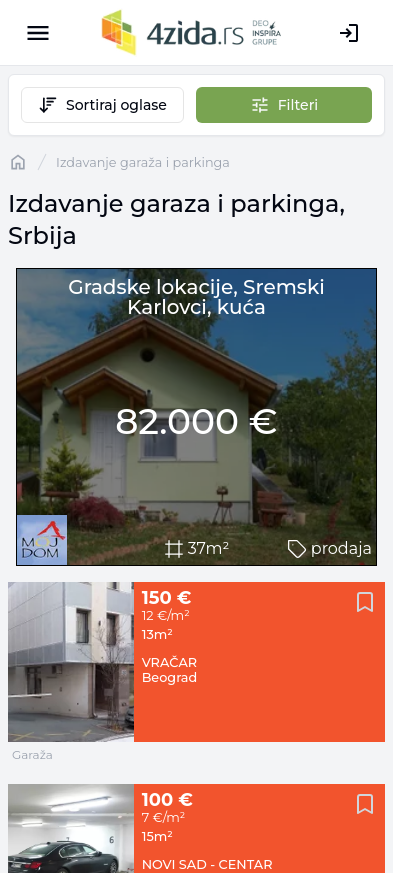 4zida.rs
DEO
INSPIRA
GRUPE
Sortiraj oglase
Filteri
/ Izdavanje garaža i parkinga
Izdavanje garaza i parkinga,
Srbija
Gradske lokacije, Sremski
Karlovci, kuća
82.000 €
MOJ
DOM
37m²
prodaja
150 €
12 €/m²
13m²
VRAČAR
Beograd
Garaža
100 €
7 €/m²
15m²
NOVI SAD - CENTAR
6